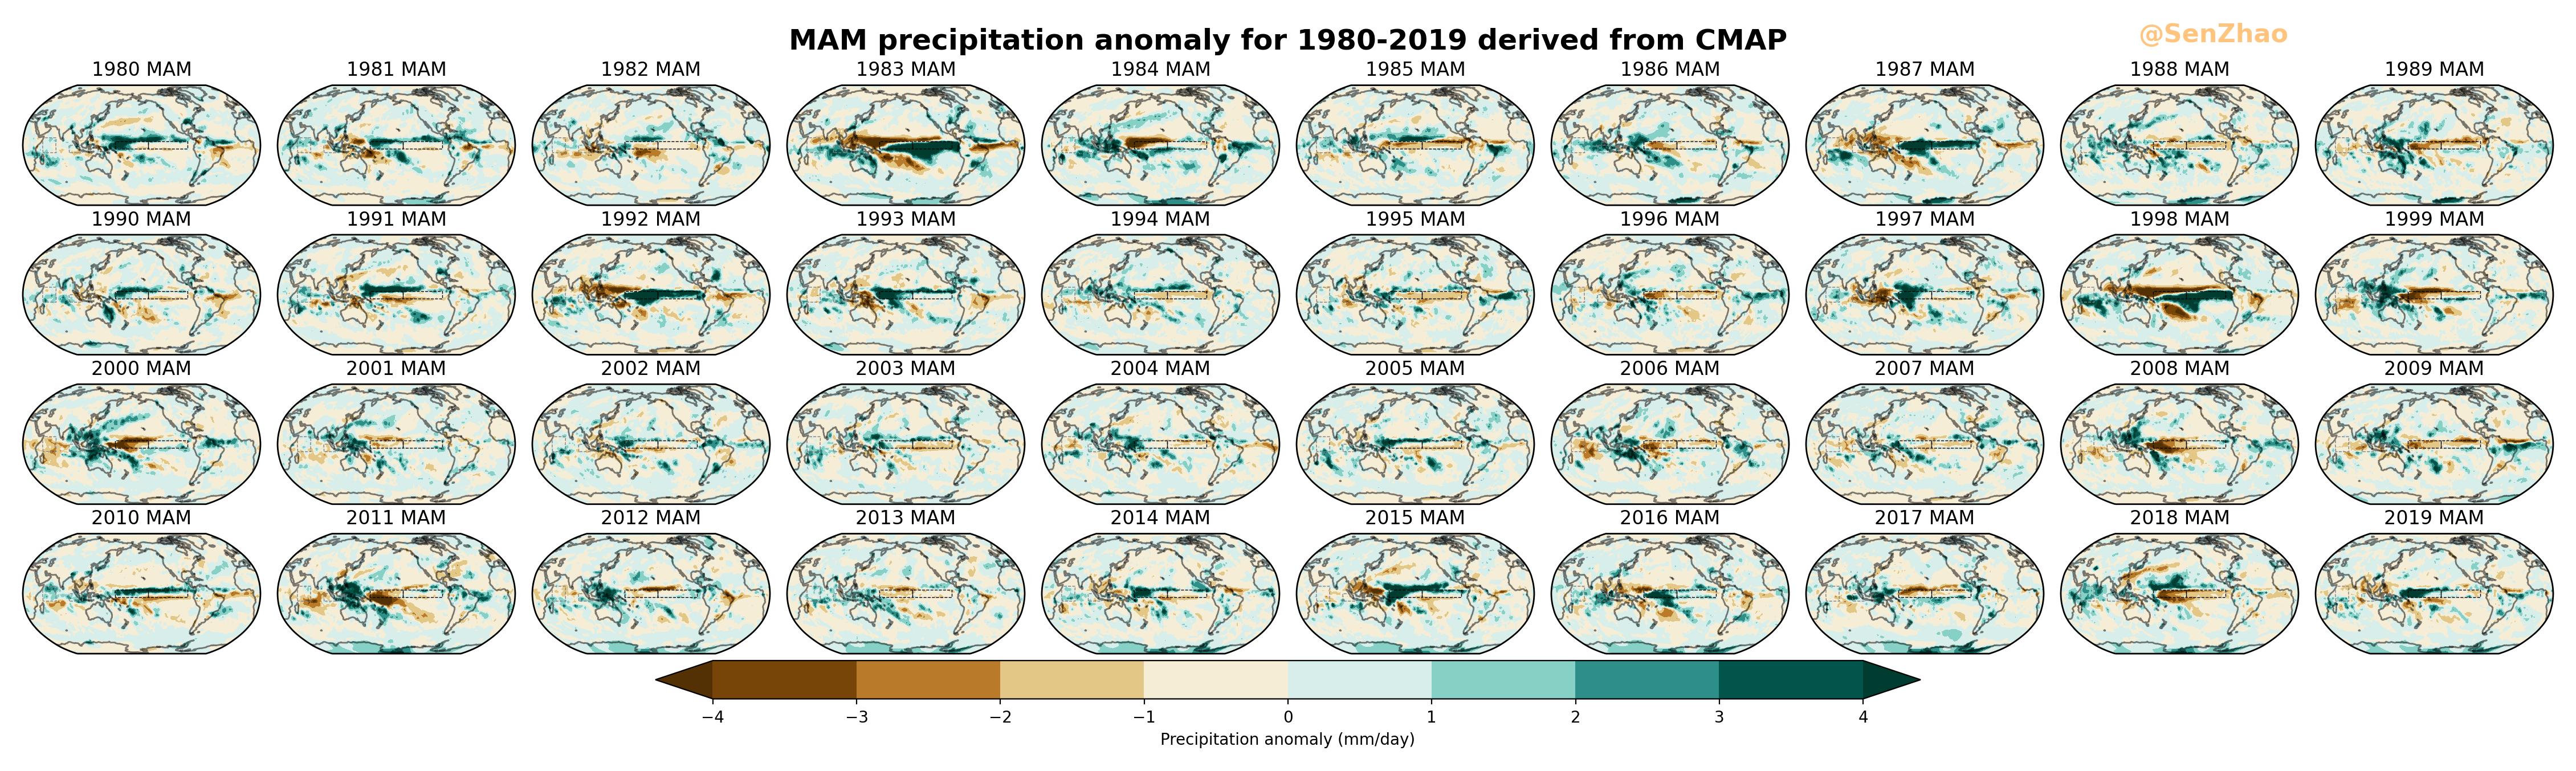 MAM precipitation anomaly for 1980-2019 derived from CMAP
@SenZhao
1980 MAM
1981 MAM
1982 MAM
1983 MAM
1984 MAM
1985 MAM
1986 MAM
1987 MAM
1988 MAM
1989 MAM
1990 MAM
1991 MAM
1992 MAM
1993 MAM
1994 MAM
1995 MAM
1996 MAM
1997 MAM
1998 MAM
1999 MAM
2000 MAM
2001 MAM
2002 MAM
2003 MAM
2004 MAM
2005 MAM
2006 MAM
2007 MAM
2008 MAM
2009 MAM
2010 MAM
2011 MAM
2012 MAM
2013 MAM
2014 MAM
2015 MAM
2016 MAM
2017 MAM
2018 MAM
2019 MAM
−4 −3 −2 −1 0 1 2 3 4
Precipitation anomaly (mm/day)